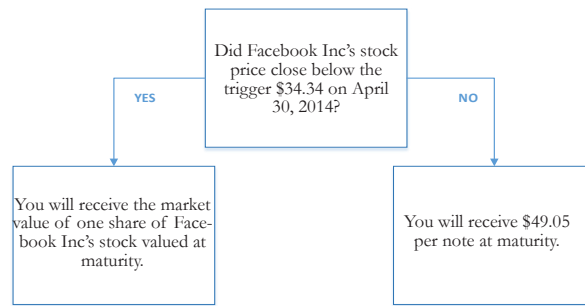 Did Facebook Inc's stock
price close below the
trigger $34.34 on April
30, 2014?
YES
NO
You will receive the market
value of one share of Face-
book Inc's stock valued at
maturity.
You will receive $49.05
per note at maturity.